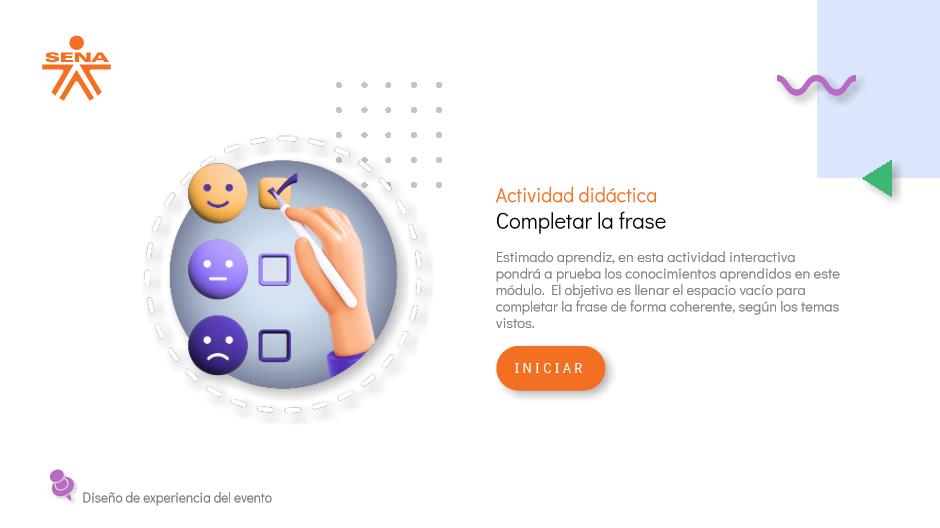 SENA
Actividad didáctica
Completar la frase
Estimado aprendiz, en esta actividad interactiva
pondrá a prueba los conocimientos aprendidos en este
módulo. El objetivo es llenar el espacio vacío para
completar la frase de forma coherente, según los temas
vistos.
INICIAR
Diseño de experiencia del evento